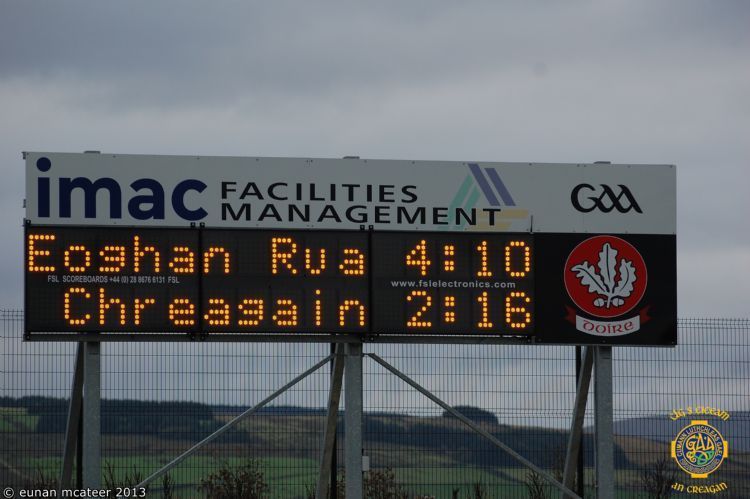 imac FACILITIES MANAGEMENT
GAA
Eoghan Rua 4:10
FSL SCOREBOARDS +44 (0) 28 8676 6131 FSL
www.fslelectronics.com
Chreagain 2:16
DOIRE
CLG
AN CREAGÁN
© eunan mcateer 2013